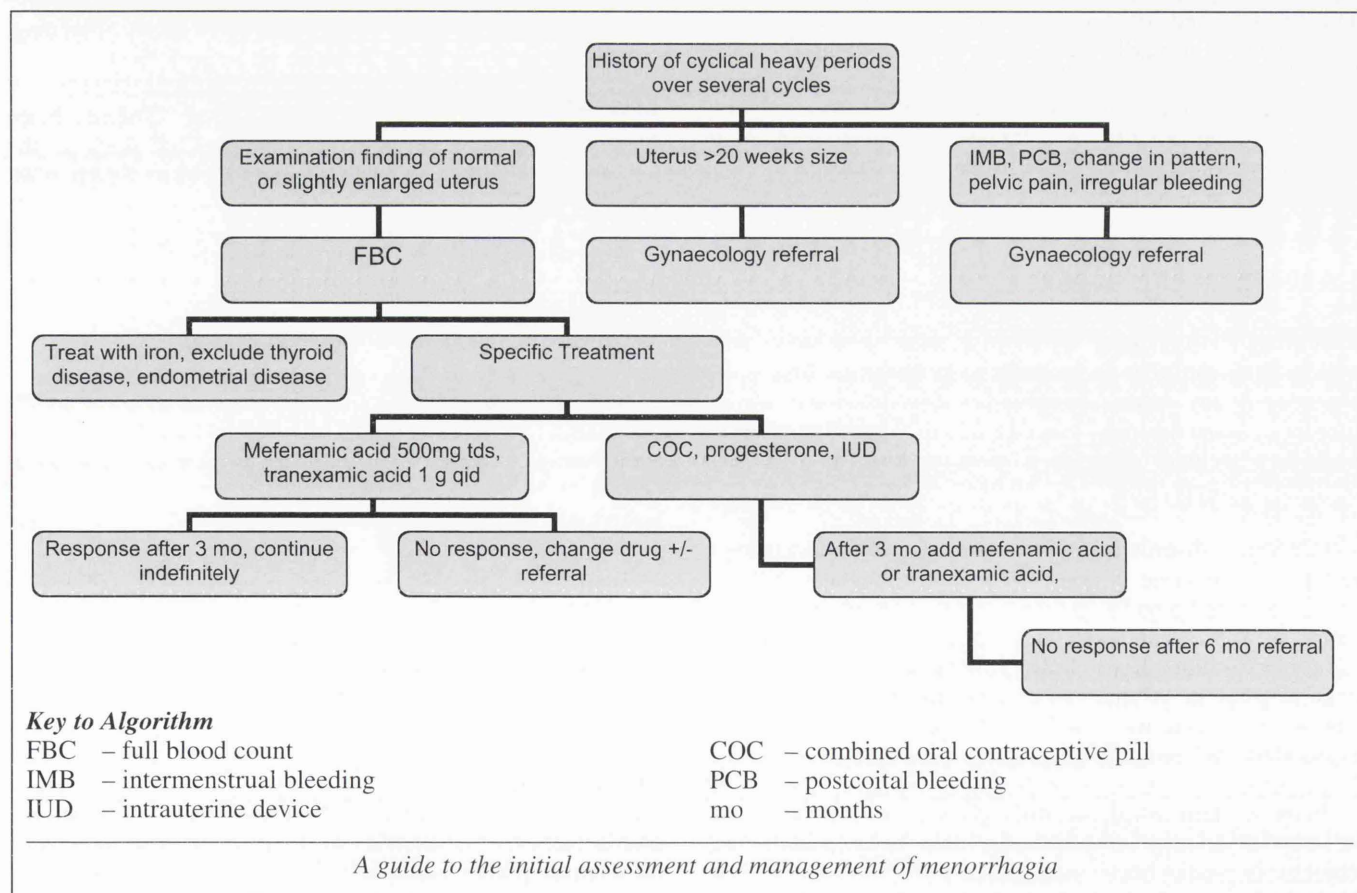 History of cyclical heavy periods
over several cycles
Examination finding of normal
or slightly enlarged uterus
Uterus >20 weeks size
IMB, PCB, change in pattern,
pelvic pain, irregular bleeding
FBC
Gynaecology referral
Gynaecology referral
Treat with iron, exclude thyroid
disease, endometrial disease
Specific Treatment
Mefenamic acid 500mg tds,
tranexamic acid 1 g qid
COC, progesterone, IUD
Response after 3 mo, continue
indefinitely
No response, change drug +/-
referral
After 3 mo add mefenamic acid
or tranexamic acid,
No response after 6 mo referral
Key to Algorithm
FBC – full blood count
IMB – intermenstrual bleeding
IUD – intrauterine device
COC – combined oral contraceptive pill
PCB – postcoital bleeding
mo – months
A guide to the initial assessment and management of menorrhagia